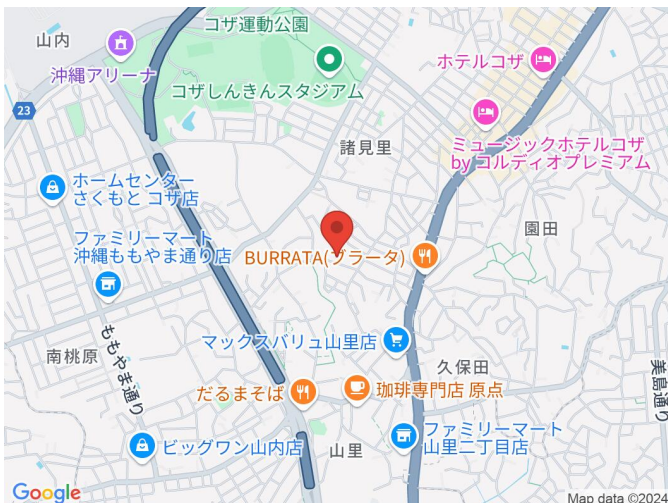 コザ運動公園
山内
沖縄アリーナ
コザしんきんスタジアム
ホテルコザ
23
ミュージックホテルコザ
by コルディオプレミアム
諸見里
ホームセンター
さくもと コザ店
園田
ファミリーマート
沖縄ももやま通り店
BURRATA(ブラータ)
マックスバリュ山里店
南桃原
ももやま通り
久保田
美島通り
だるまそば
珈琲専門店 原点
ファミリーマート
山里二丁目店
ビッグワン山内店
山里
Google
Map data ©2024